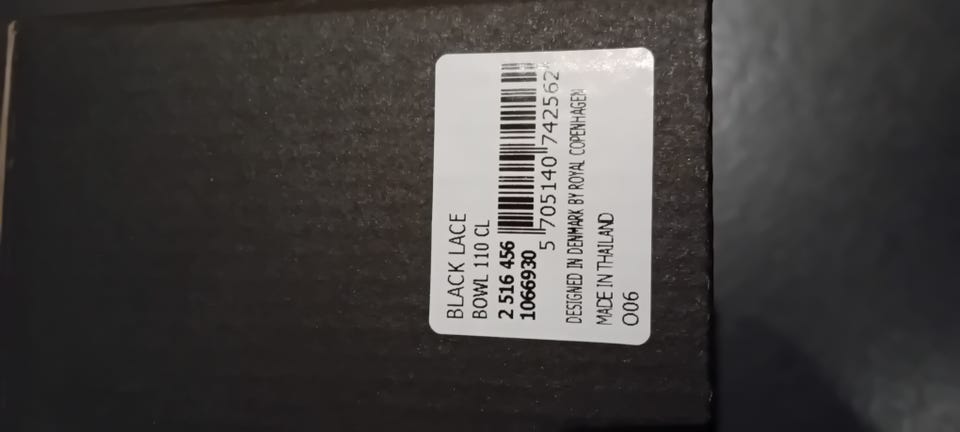 BLACK LACE
BOWL 110 CL
2 516 456
1066930
5 705140 742562
DESIGNED IN DENMARK BY ROYAL COPENHAGEN
MADE IN THAILAND
O06